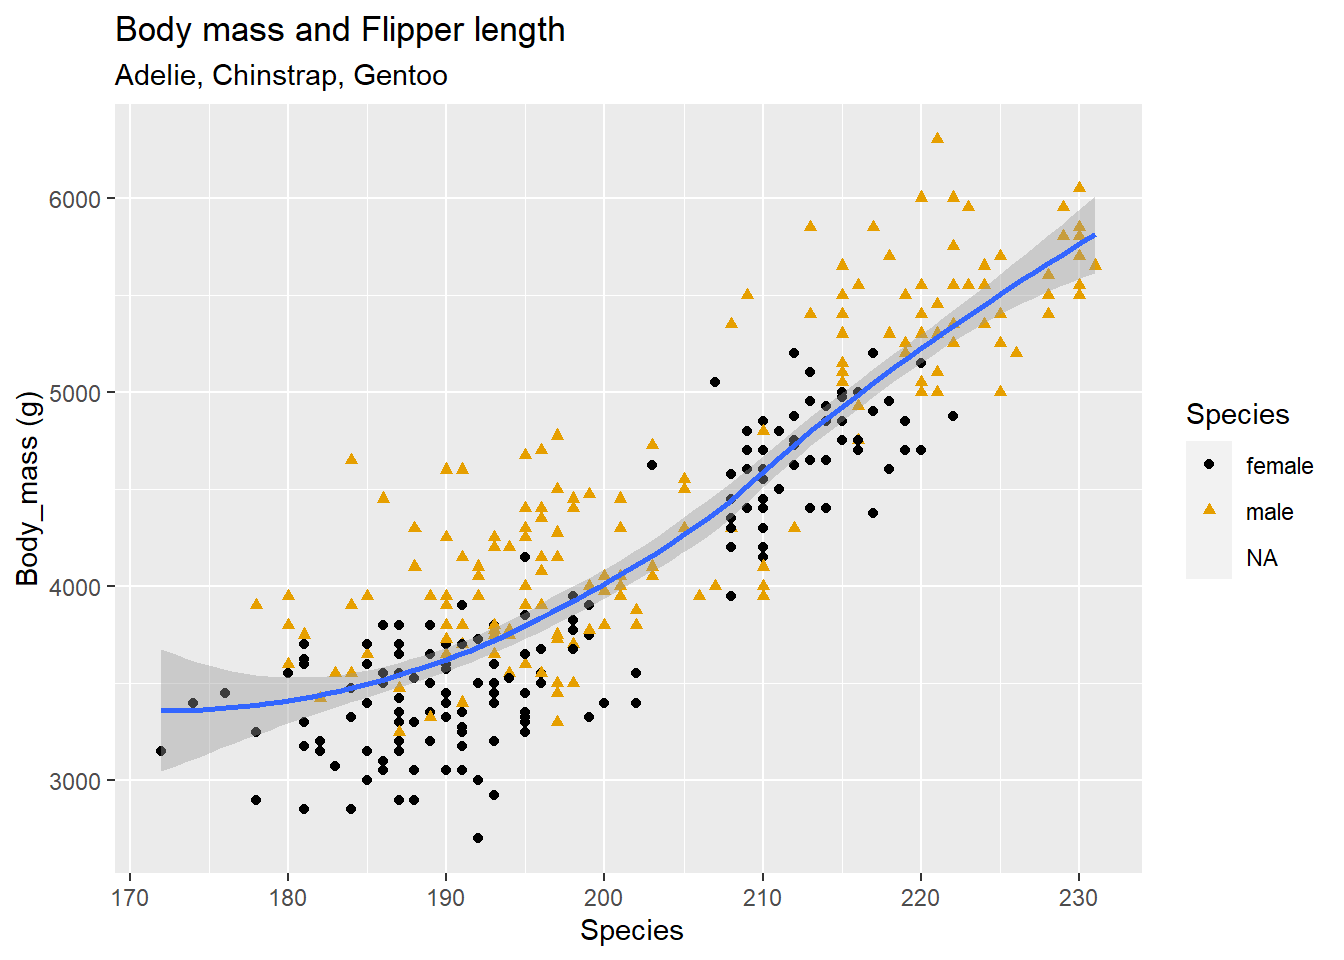 Body mass and Flipper length
Adelie, Chinstrap, Gentoo
Body_mass (g)
6000
5000
4000
3000
170 180 190 200 210 220 230
Species
Species
female
male
NA